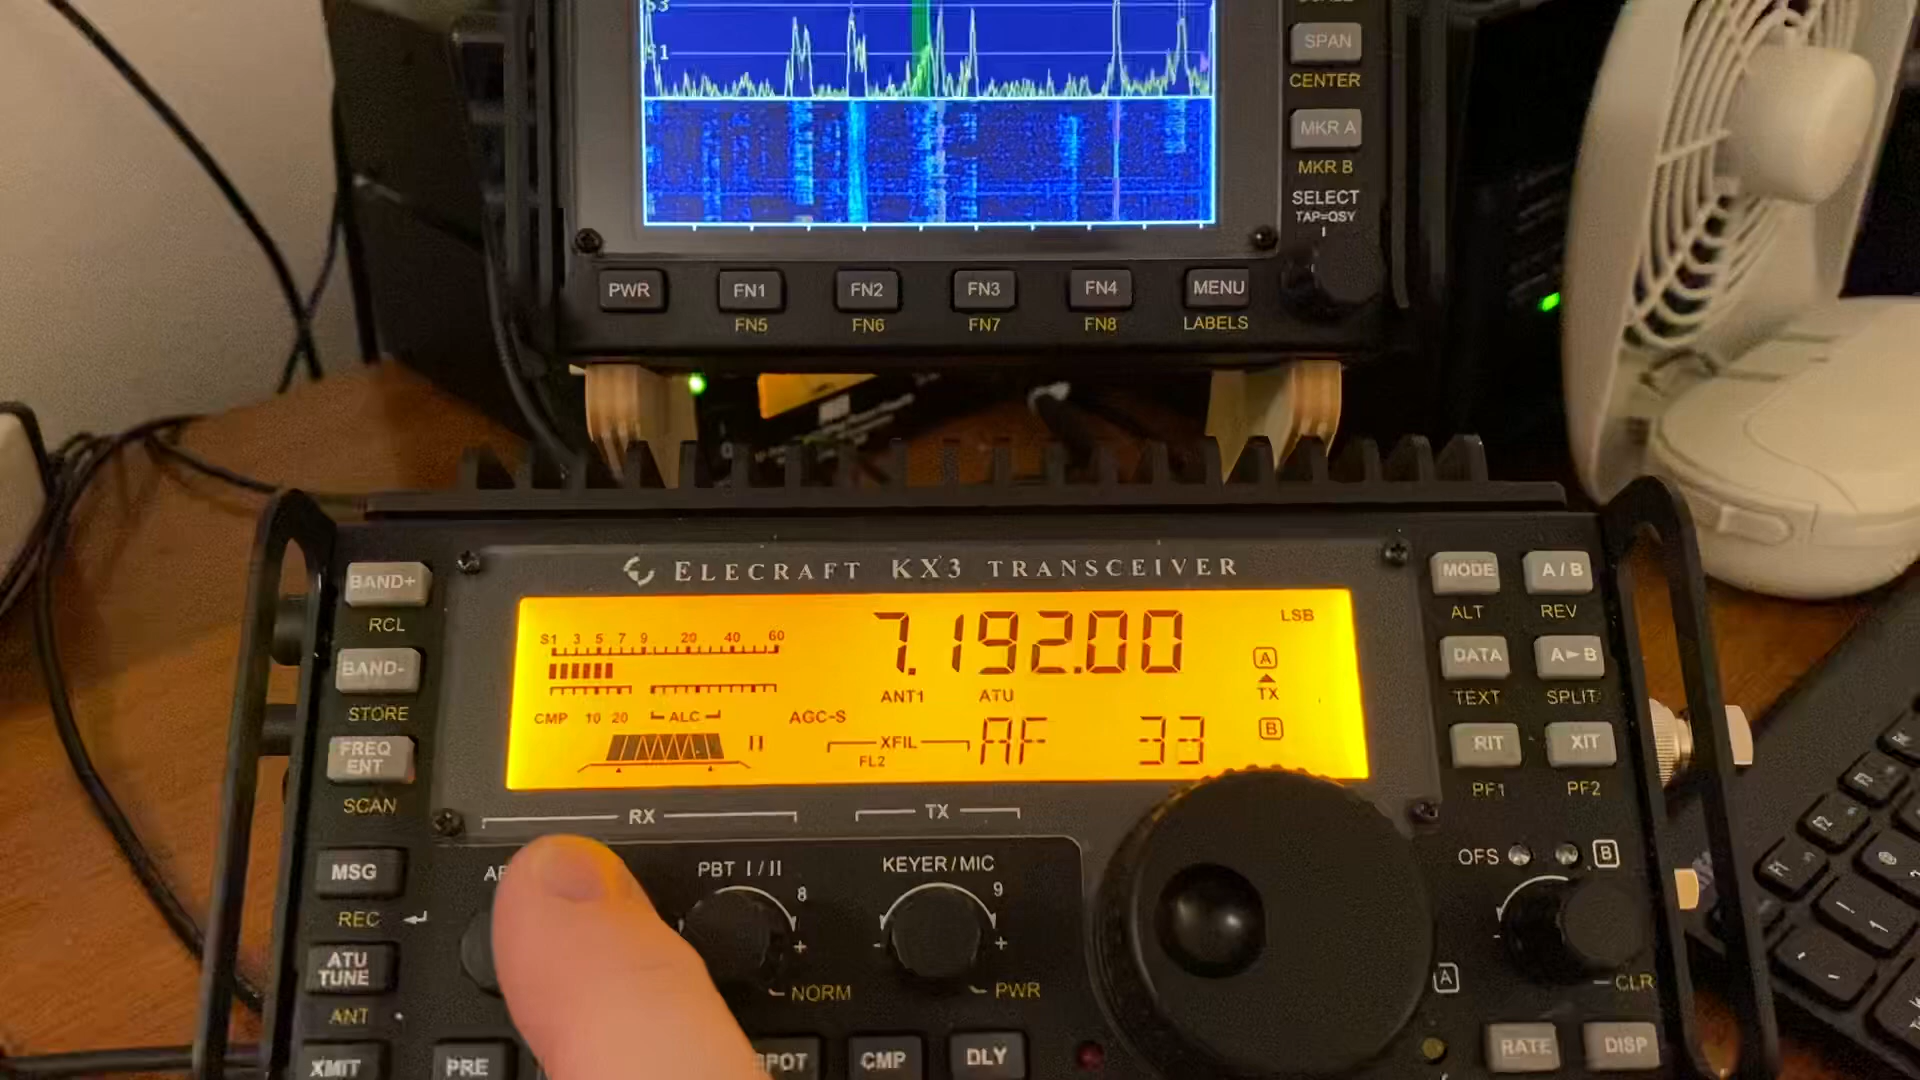 S3
S1
SPAN
CENTER
MKR A
MKR B
SELECT
TAP=QSY
PWR
FN1
FN2
FN3
FN4
MENU
FN5
FN6
FN7
FN8
LABELS
ELECRAFT KX3 TRANSCEIVER
BAND+
RCL
BAND-
STORE
FREQ
ENT
SCAN
S1 3 5 7 9 20 40 60
7.192.00
LSB
ANT1
ATU
A
TX
CMP 10 20 ALC
AGC-S
B
XFIL
FL2
AF 33
II
MODE
A / B
ALT
REV
DATA
A►B
TEXT
SPLIT
RIT
XIT
PF1
PF2
RX
TX
MSG
REC
ATU
TUNE
ANT
XMIT
PRE
PBT I / II
8
+
NORM
KEYER / MIC
9
- +
PWR
CMP
DLY
OFS
B
-
A
CLR
RATE
DISP